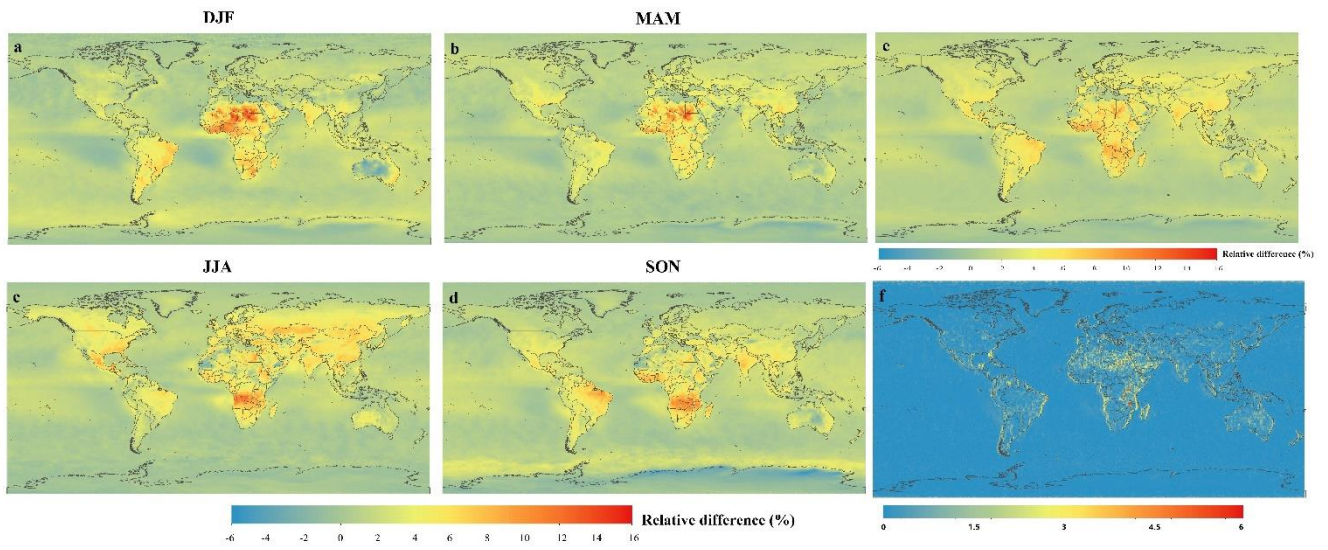 DJF
MAM
a
b
e
-6 -4 -2 0 2 4 6 8 10 12 14 16
Relative difference (%)
JJA
SON
c
d
f
-6 -4 -2 0 2 4 6 8 10 12 14 16
Relative difference (%)
0 1.5 3 4.5 6